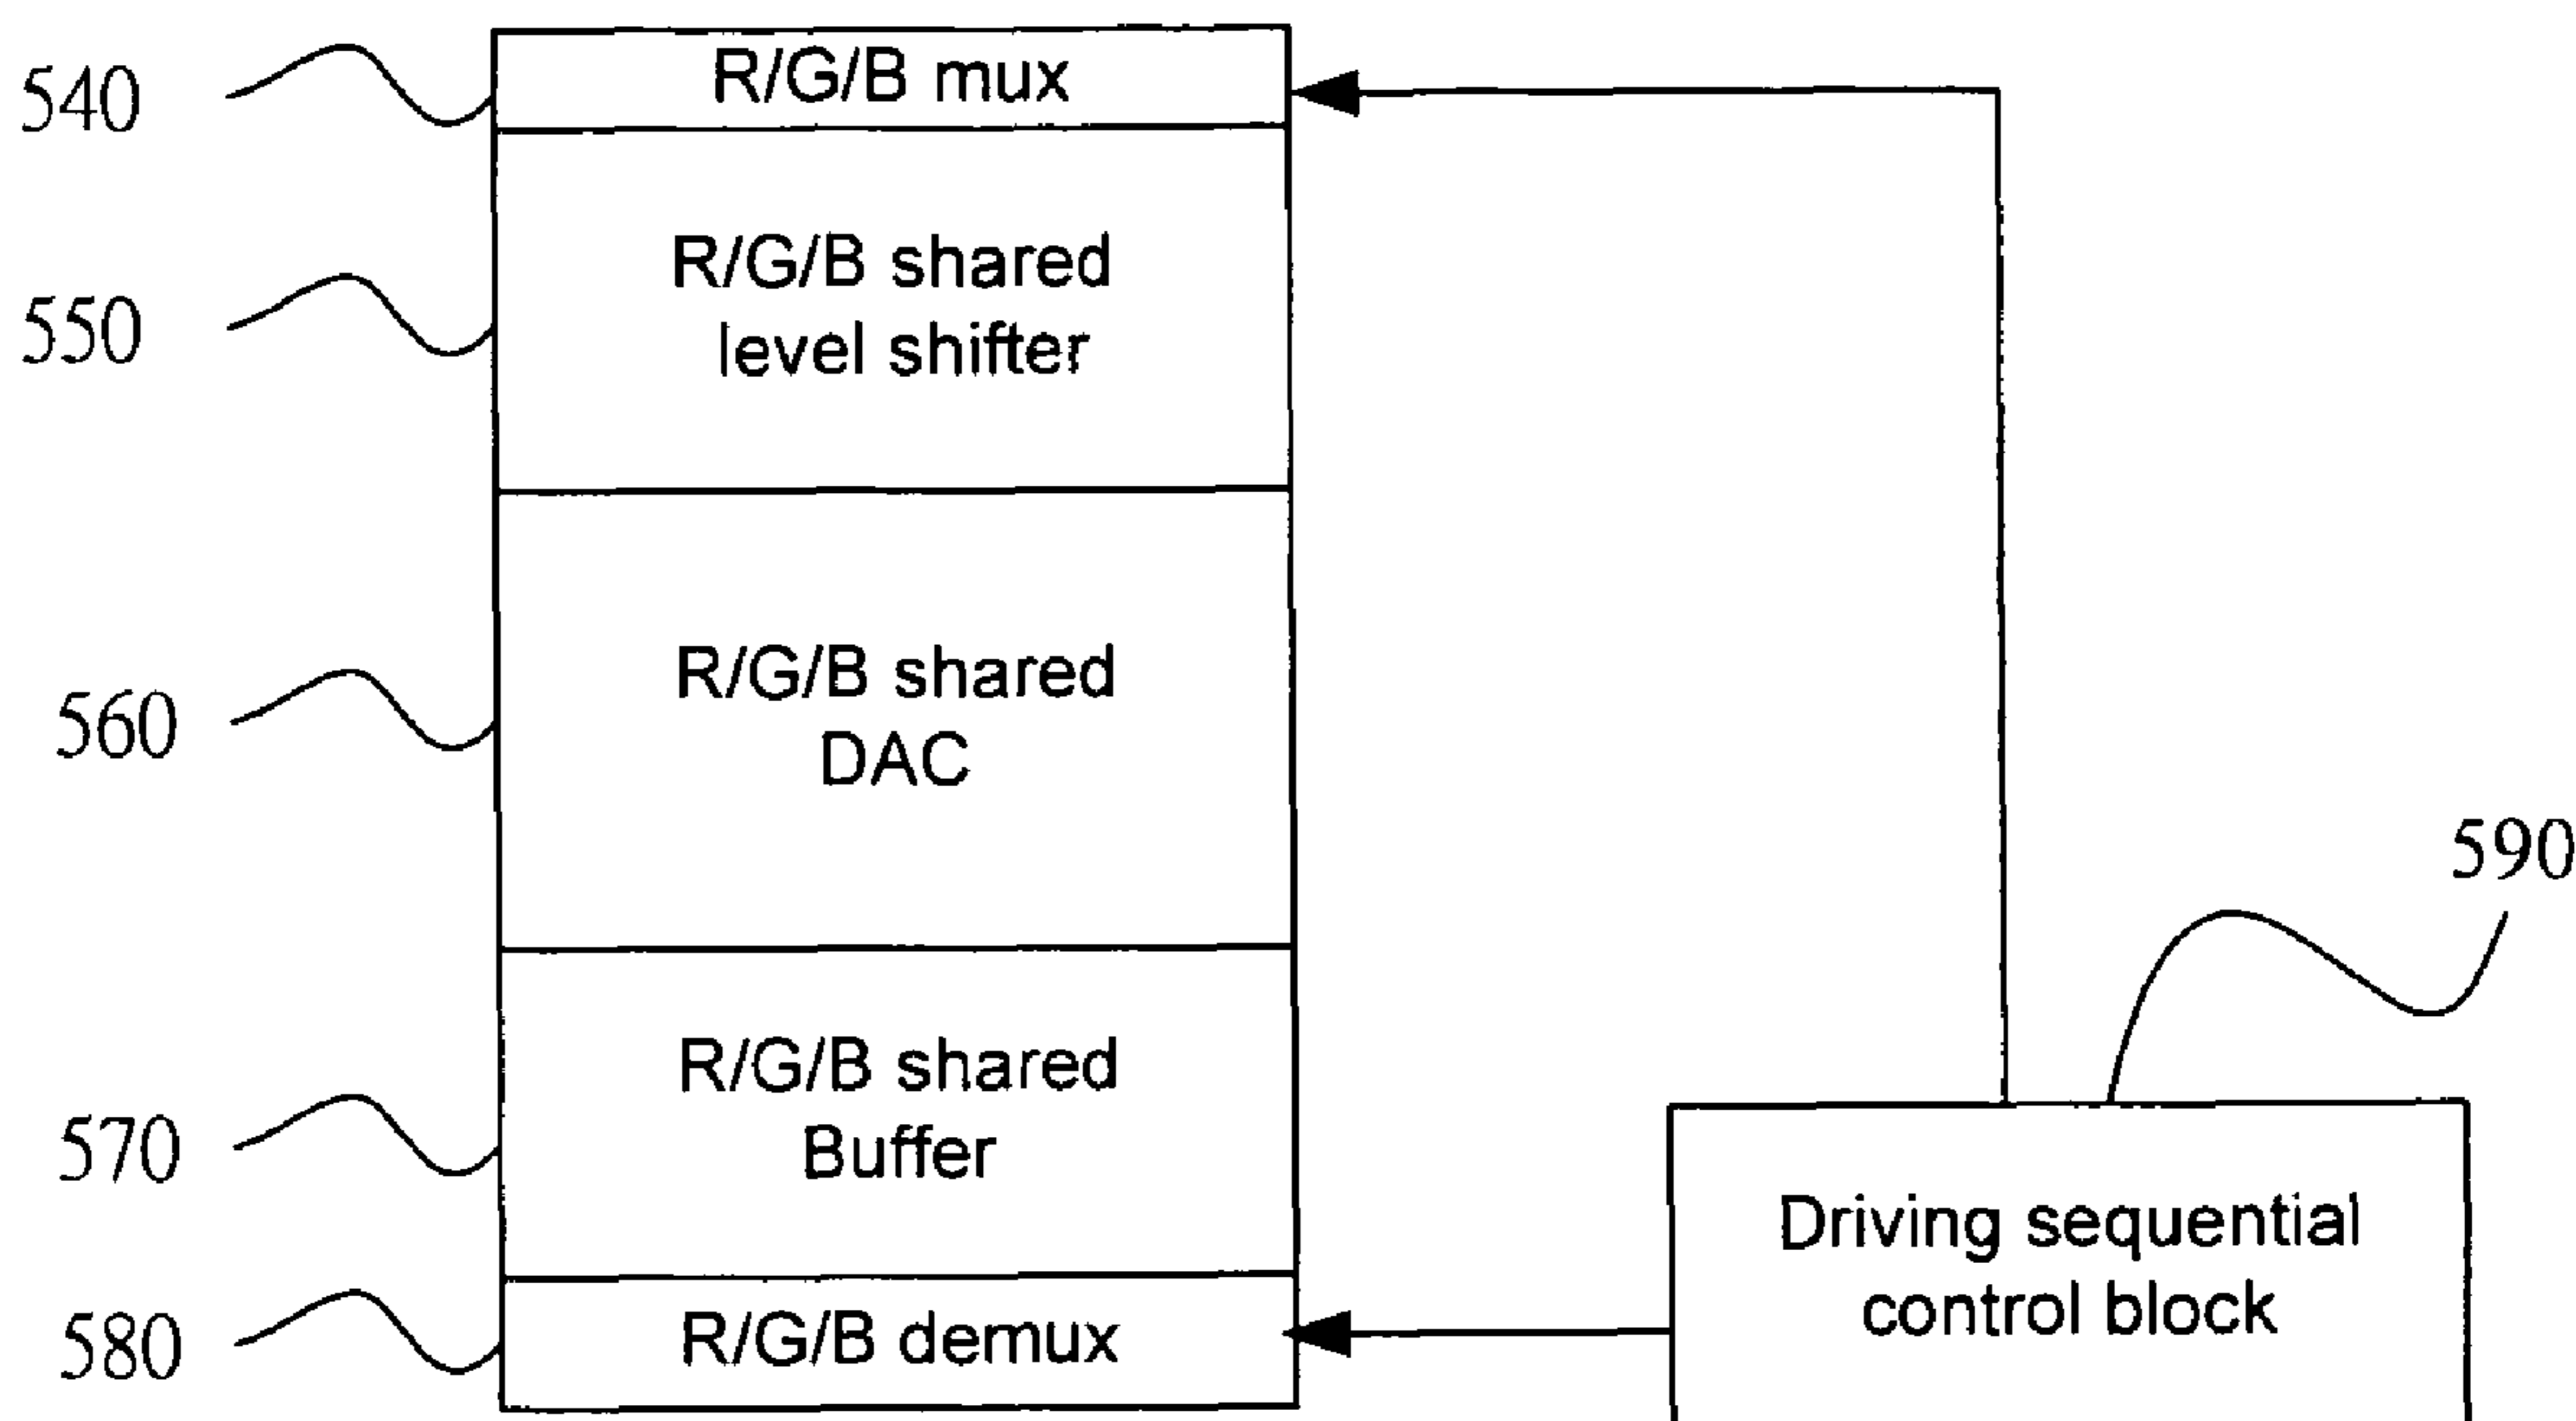 540
R/G/B mux
550
R/G/B shared
level shifter
560
R/G/B shared
DAC
590
570
R/G/B shared
Buffer
Driving sequential
control block
580
R/G/B demux